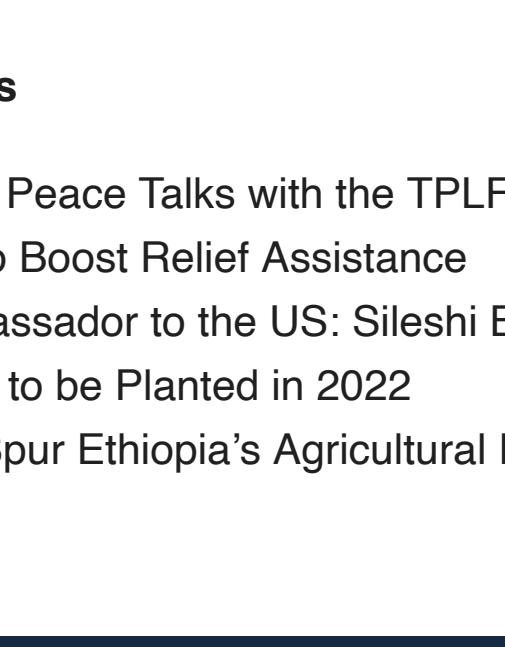 s
Peace Talks with the TPLF
o Boost Relief Assistance
assador to the US: Sileshi
to be Planted in 2022
Spur Ethiopia’s Agricultural